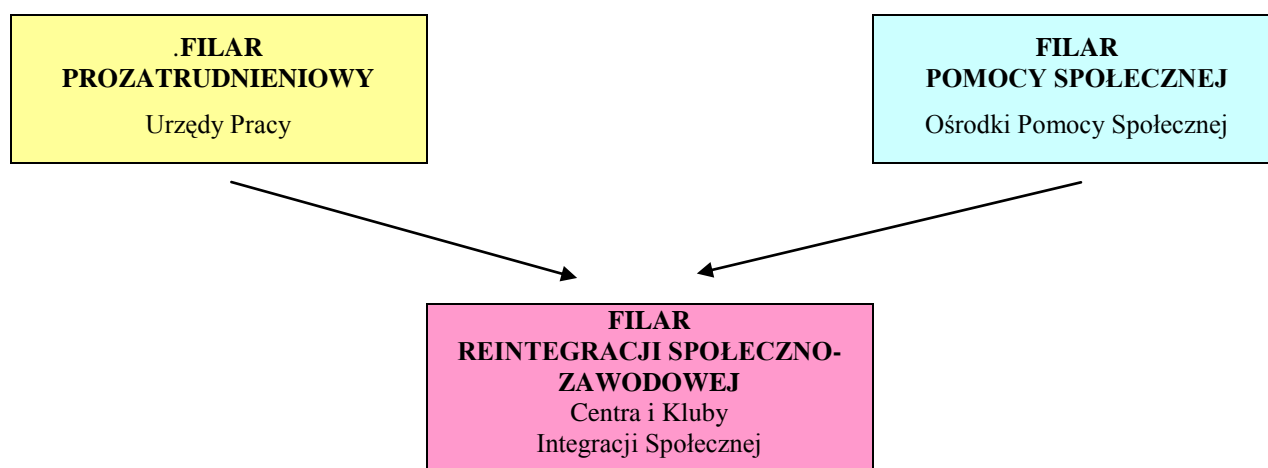 .FILAR
PROZATRUDNIENIOWY
Urzędy Pracy
FILAR
POMOCY SPOŁECZNEJ
Ośrodki Pomocy Społecznej
FILAR
REINTEGRACJI SPOŁECZNO-
ZAWODOWEJ
Centra i Kluby
Integracji Społecznej